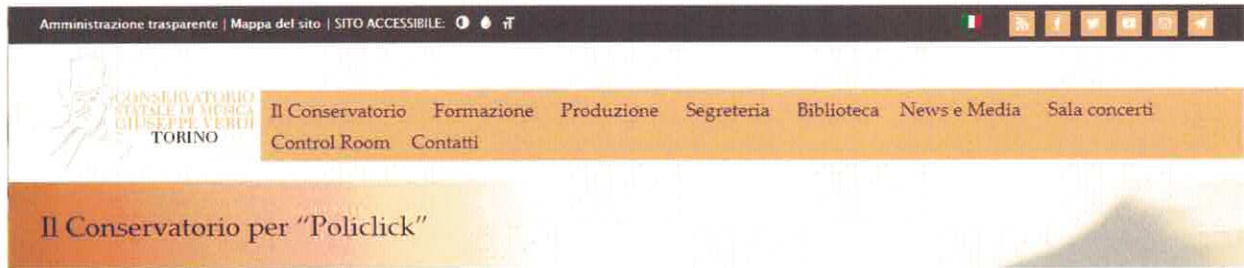 Amministrazione trasparente | Mappa del sito | SITO ACCESSIBILE:
CONSERVATORIO
STATALE DI MUSICA
GIUSEPPE VERDI
TORINO
Il Conservatorio Formazione Produzione Segreteria Biblioteca News e Media Sala concerti
Control Room Contatti
Il Conservatorio per “Policlick”